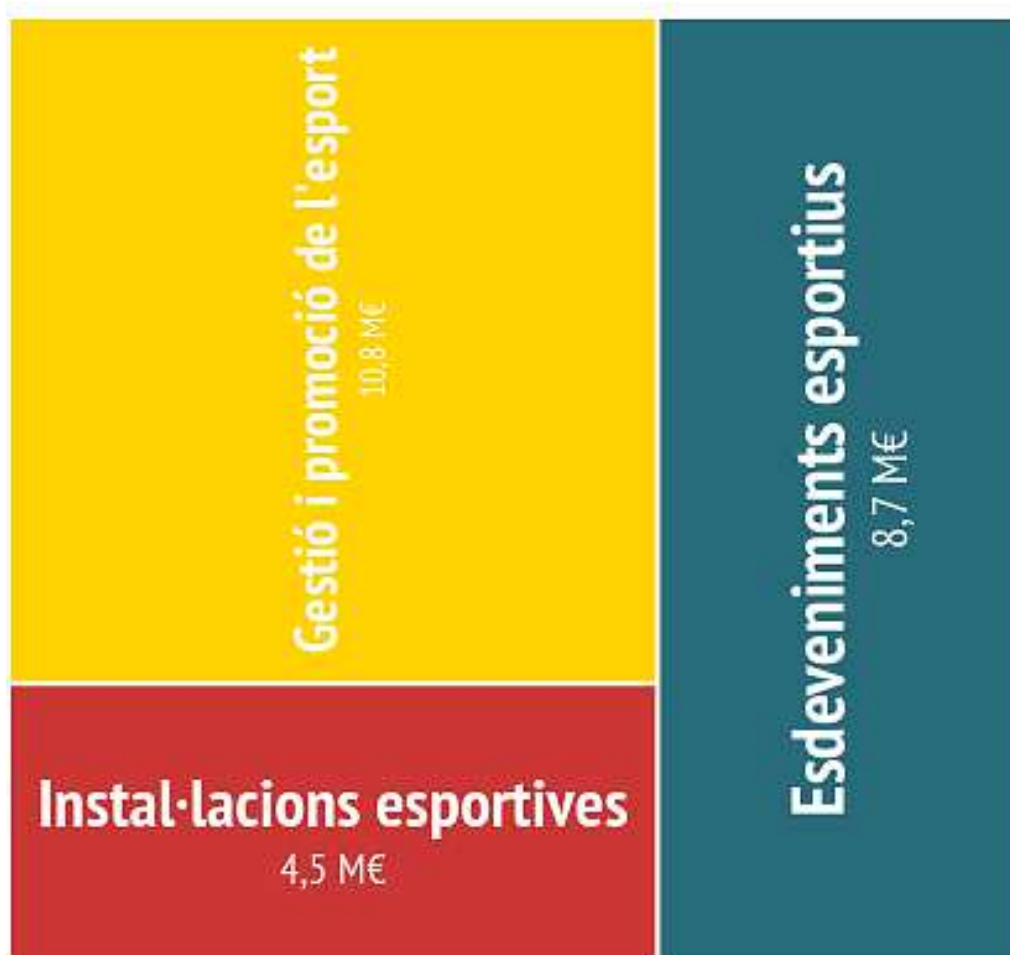 Gestió i promoció de l'esport
10,8 M€
Instal·lacions esportives
4,5 M€
Esdeveniments esportius
8,7 M€